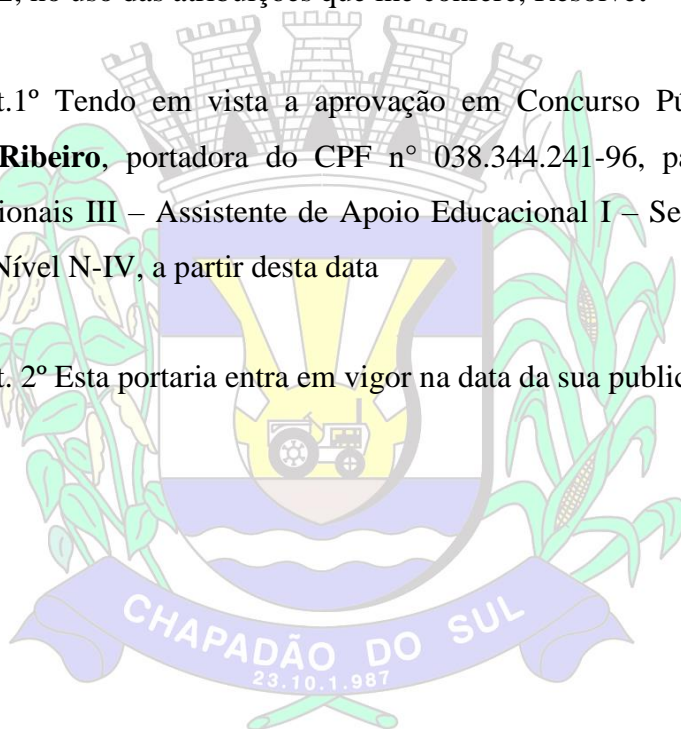 no uso das atribuições que lhe confere, Resolve:
t.1º Tendo em vista a aprovação em Concurso Pú
Ribeiro, portadora do CPF n° 038.344.241-96, pa
ionais III – Assistente de Apoio Educacional I – Se
Nível N-IV, a partir desta data
t. 2º Esta portaria entra em vigor na data da sua public
CHAPADÃO DO SUL
23.10.1.987